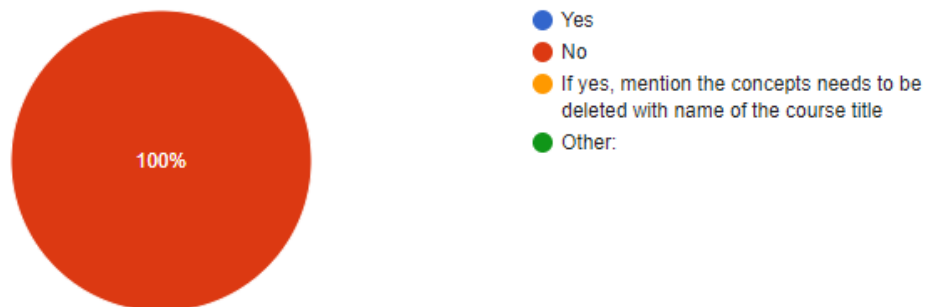 100%
Yes
No
If yes, mention the concepts needs to be
deleted with name of the course title
Other: